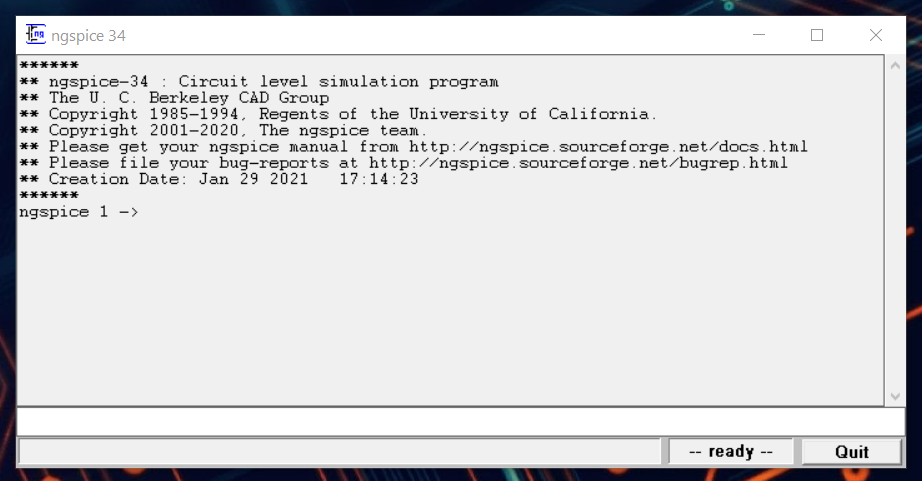 ngspice 34
******
** ngspice-34 : Circuit level simulation program
** The U. C. Berkeley CAD Group
** Copyright 1985-1994, Regents of the University of California.
** Copyright 2001-2020, The ngspice team.
** Please get your ngspice manual from http://ngspice.sourceforge.net/docs.html
** Please file your bug-reports at http://ngspice.sourceforge.net/bugrep.html
** Creation Date: Jan 29 2021   17:14:23
******
ngspice 1 ->
-- ready --
Quit